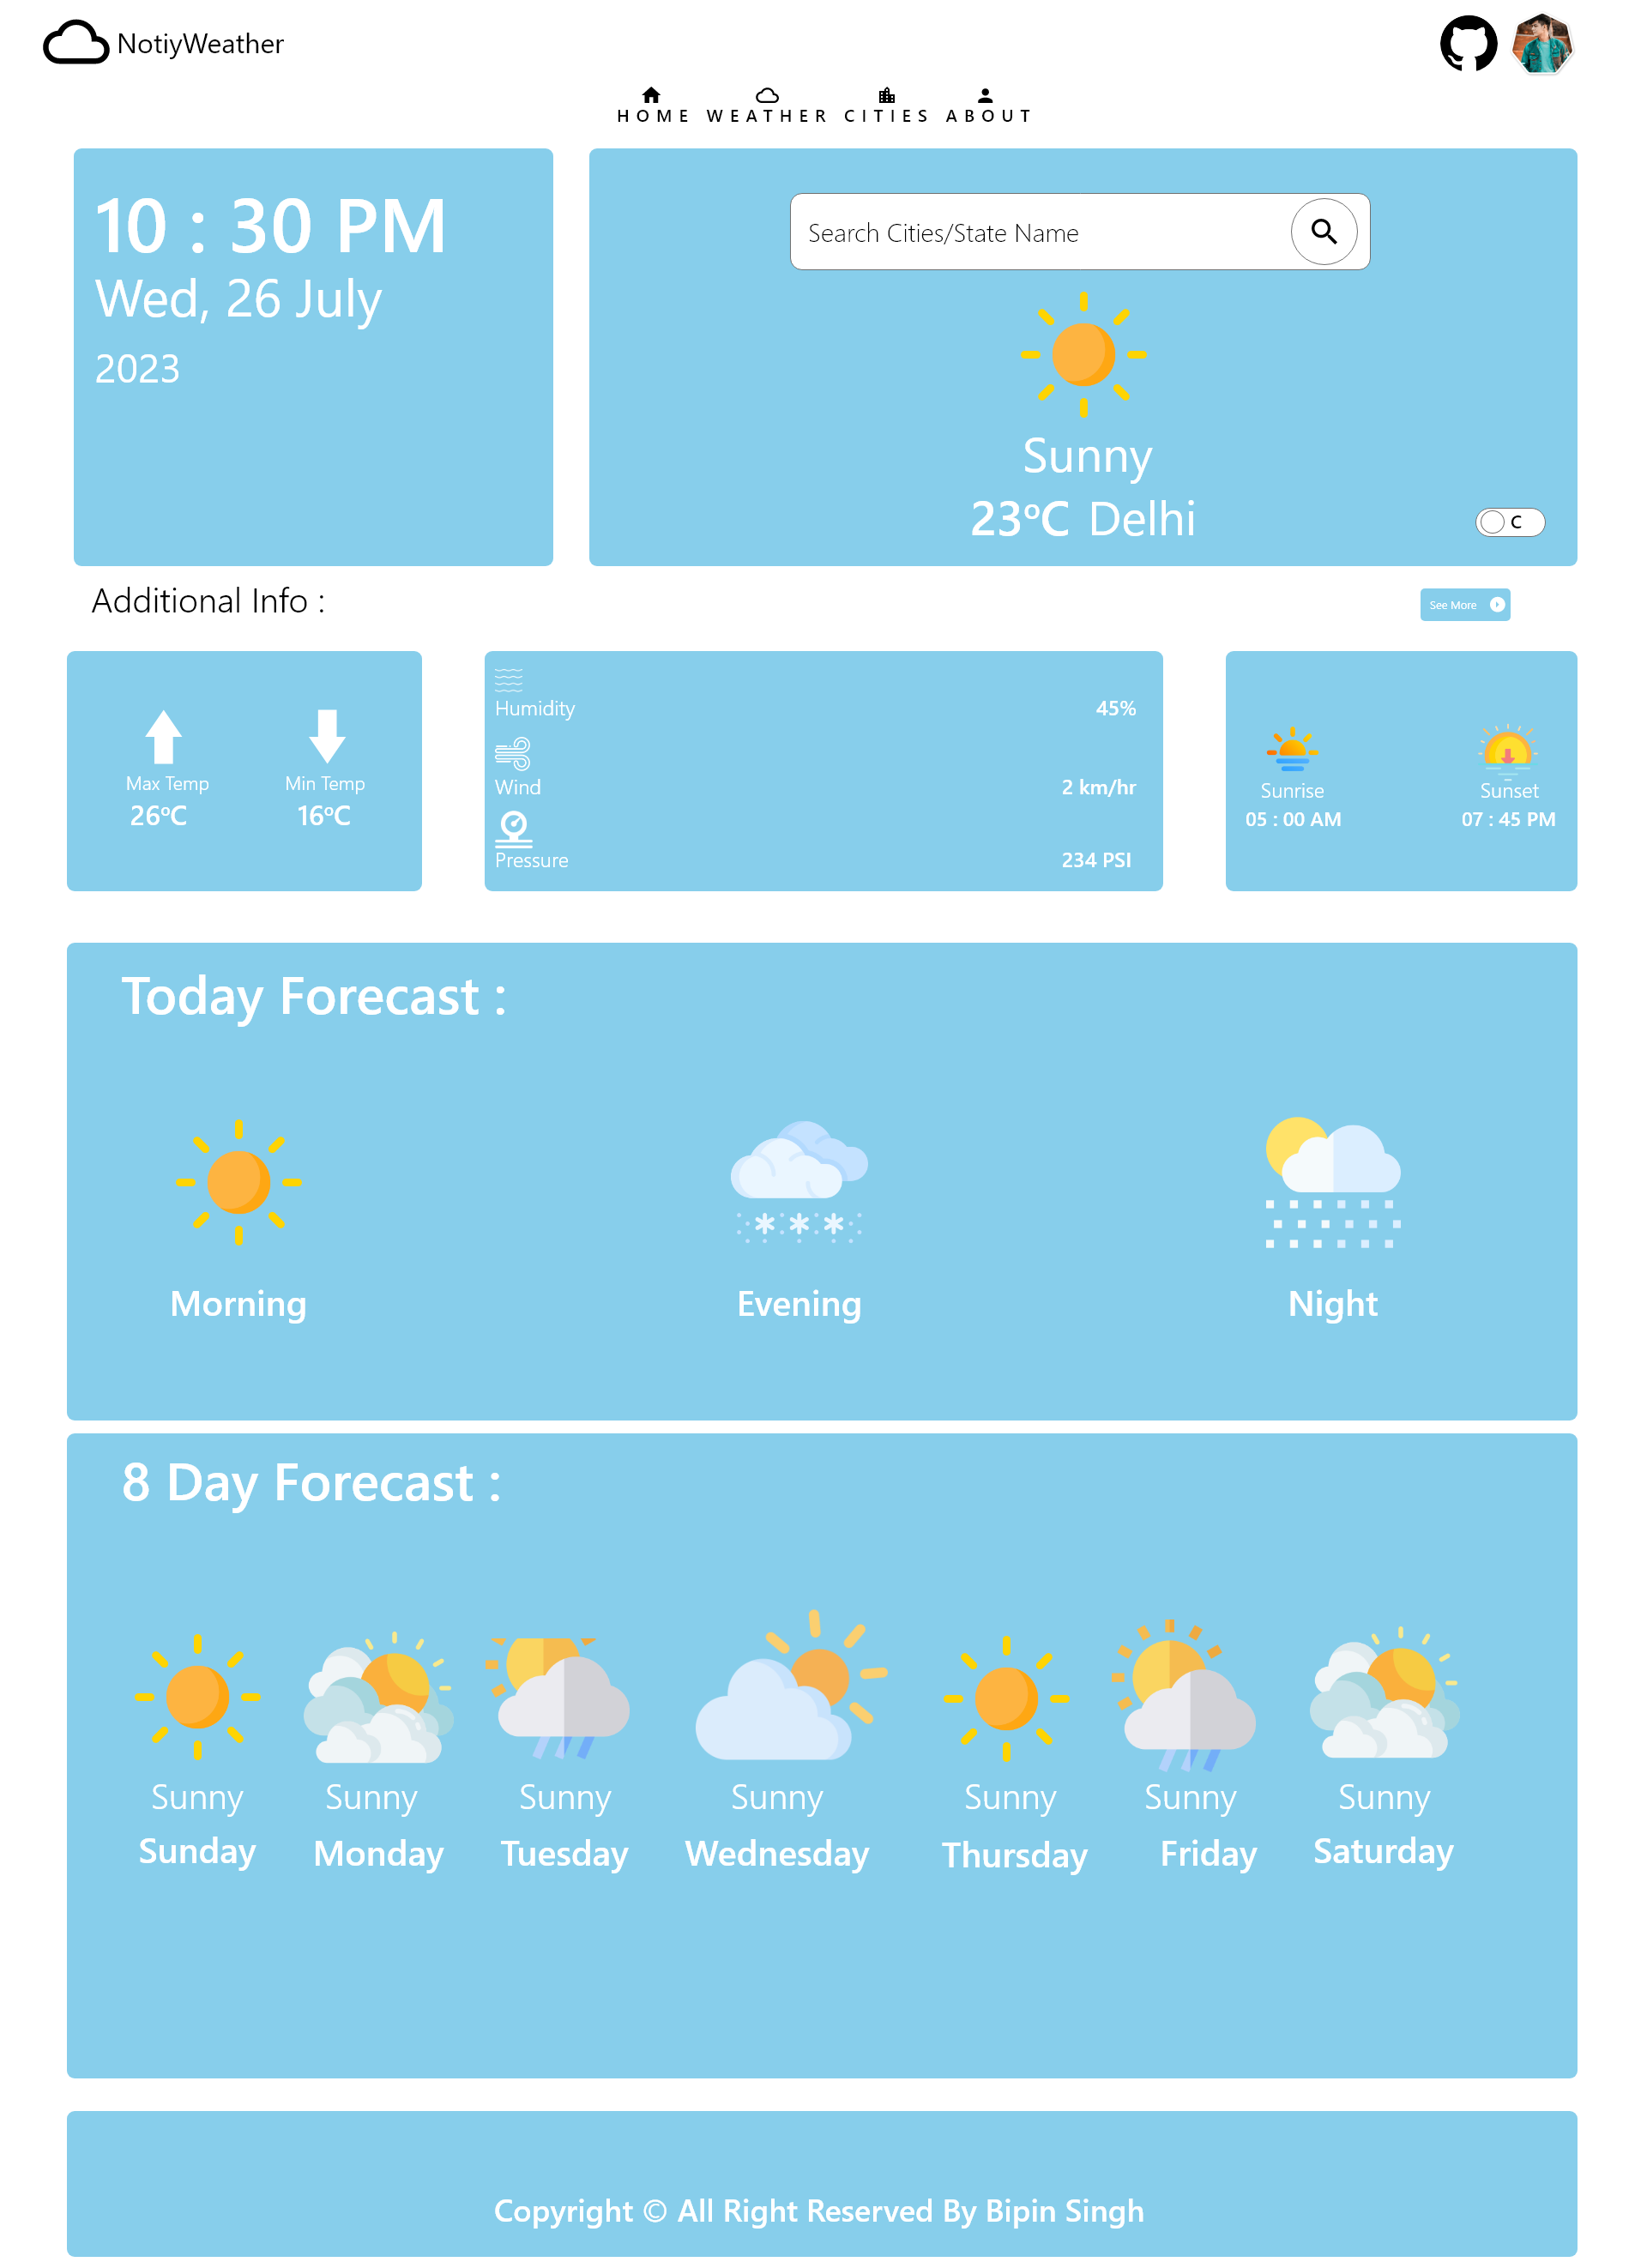 NotiyWeather
HOME WEATHER CITIES ABOUT
10 : 30 PM
Wed, 26 July
2023
Search Cities/State Name
Sunny
23ºC Delhi
C
Additional Info :
See More
Max Temp
26ºC
Min Temp
16ºC
Humidity
45%
Wind
2 km/hr
Pressure
234 PSI
Sunrise
05 : 00 AM
Sunset
07 : 45 PM
Today Forecast :
Morning
Evening
Night
8 Day Forecast :
Sunny
Sunday
Sunny
Monday
Sunny
Tuesday
Sunny
Wednesday
Sunny
Thursday
Sunny
Friday
Sunny
Saturday
Copyright © All Right Reserved By Bipin Singh